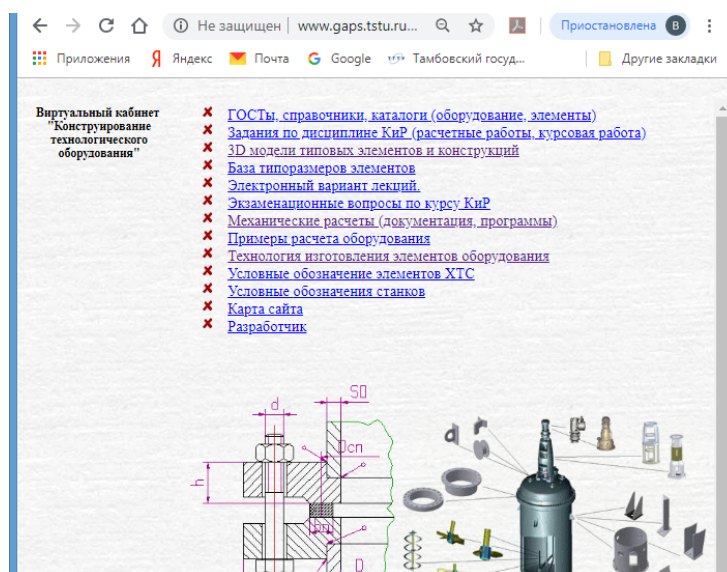 Не защищен | www.gaps.tstu.ru...
Приостановлена В
Приложения Яндекс Почта Google Тамбовский госуд... Другие закладки
Виртуальный кабинет
"Конструирование
технологического
оборудования"
ГОСТы, справочники, каталоги (оборудование, элементы)
Задания по дисциплине КиР (расчетные работы, курсовая работа)
3D модели типовых элементов и конструкций
База типоразмеров элементов
Электронный вариант лекций.
Экзаменационные вопросы по курсу КиР
Механические расчеты (документация, программы)
Примеры расчета оборудования
Технология изготовления элементов оборудования
Условные обозначение элементов ХТС
Условные обозначения станков
Карта сайта
Разработчик
S0
d
Dсп
h
D